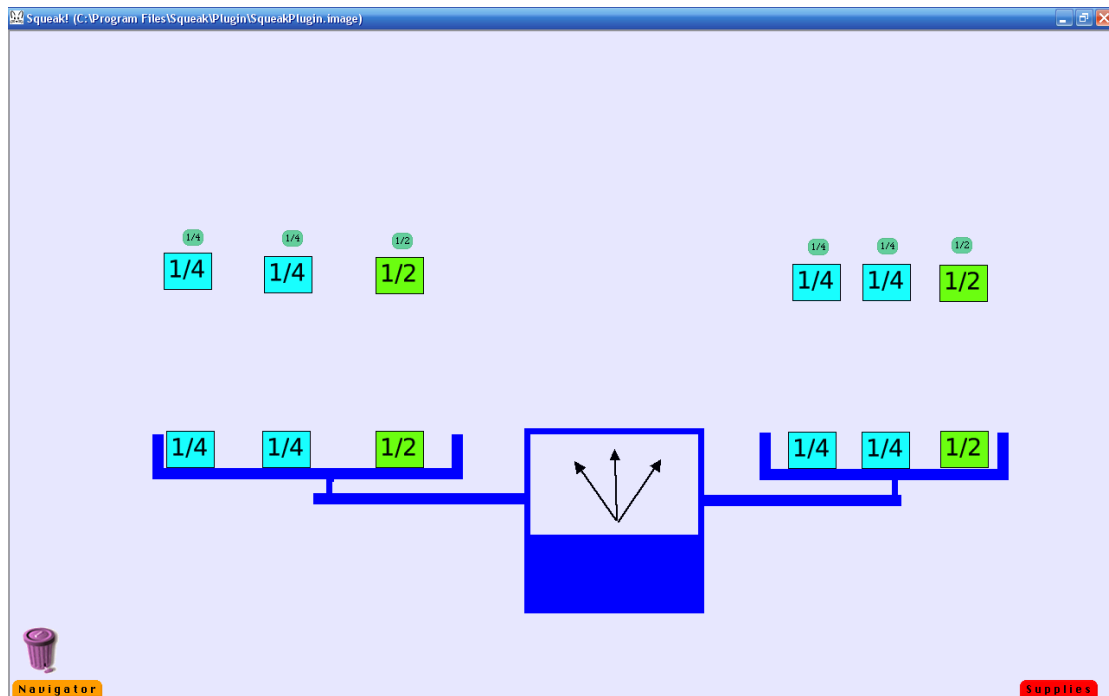 Squeak! (C:\Program Files\Squeak\Plugin\SqueakPlugin.image)
1/4 1/4 1/2 1/4 1/4 1/2
1/4 1/4 1/2 1/4 1/4 1/2
1/4 1/4 1/2 1/4 1/4 1/2
Navigator Supplies